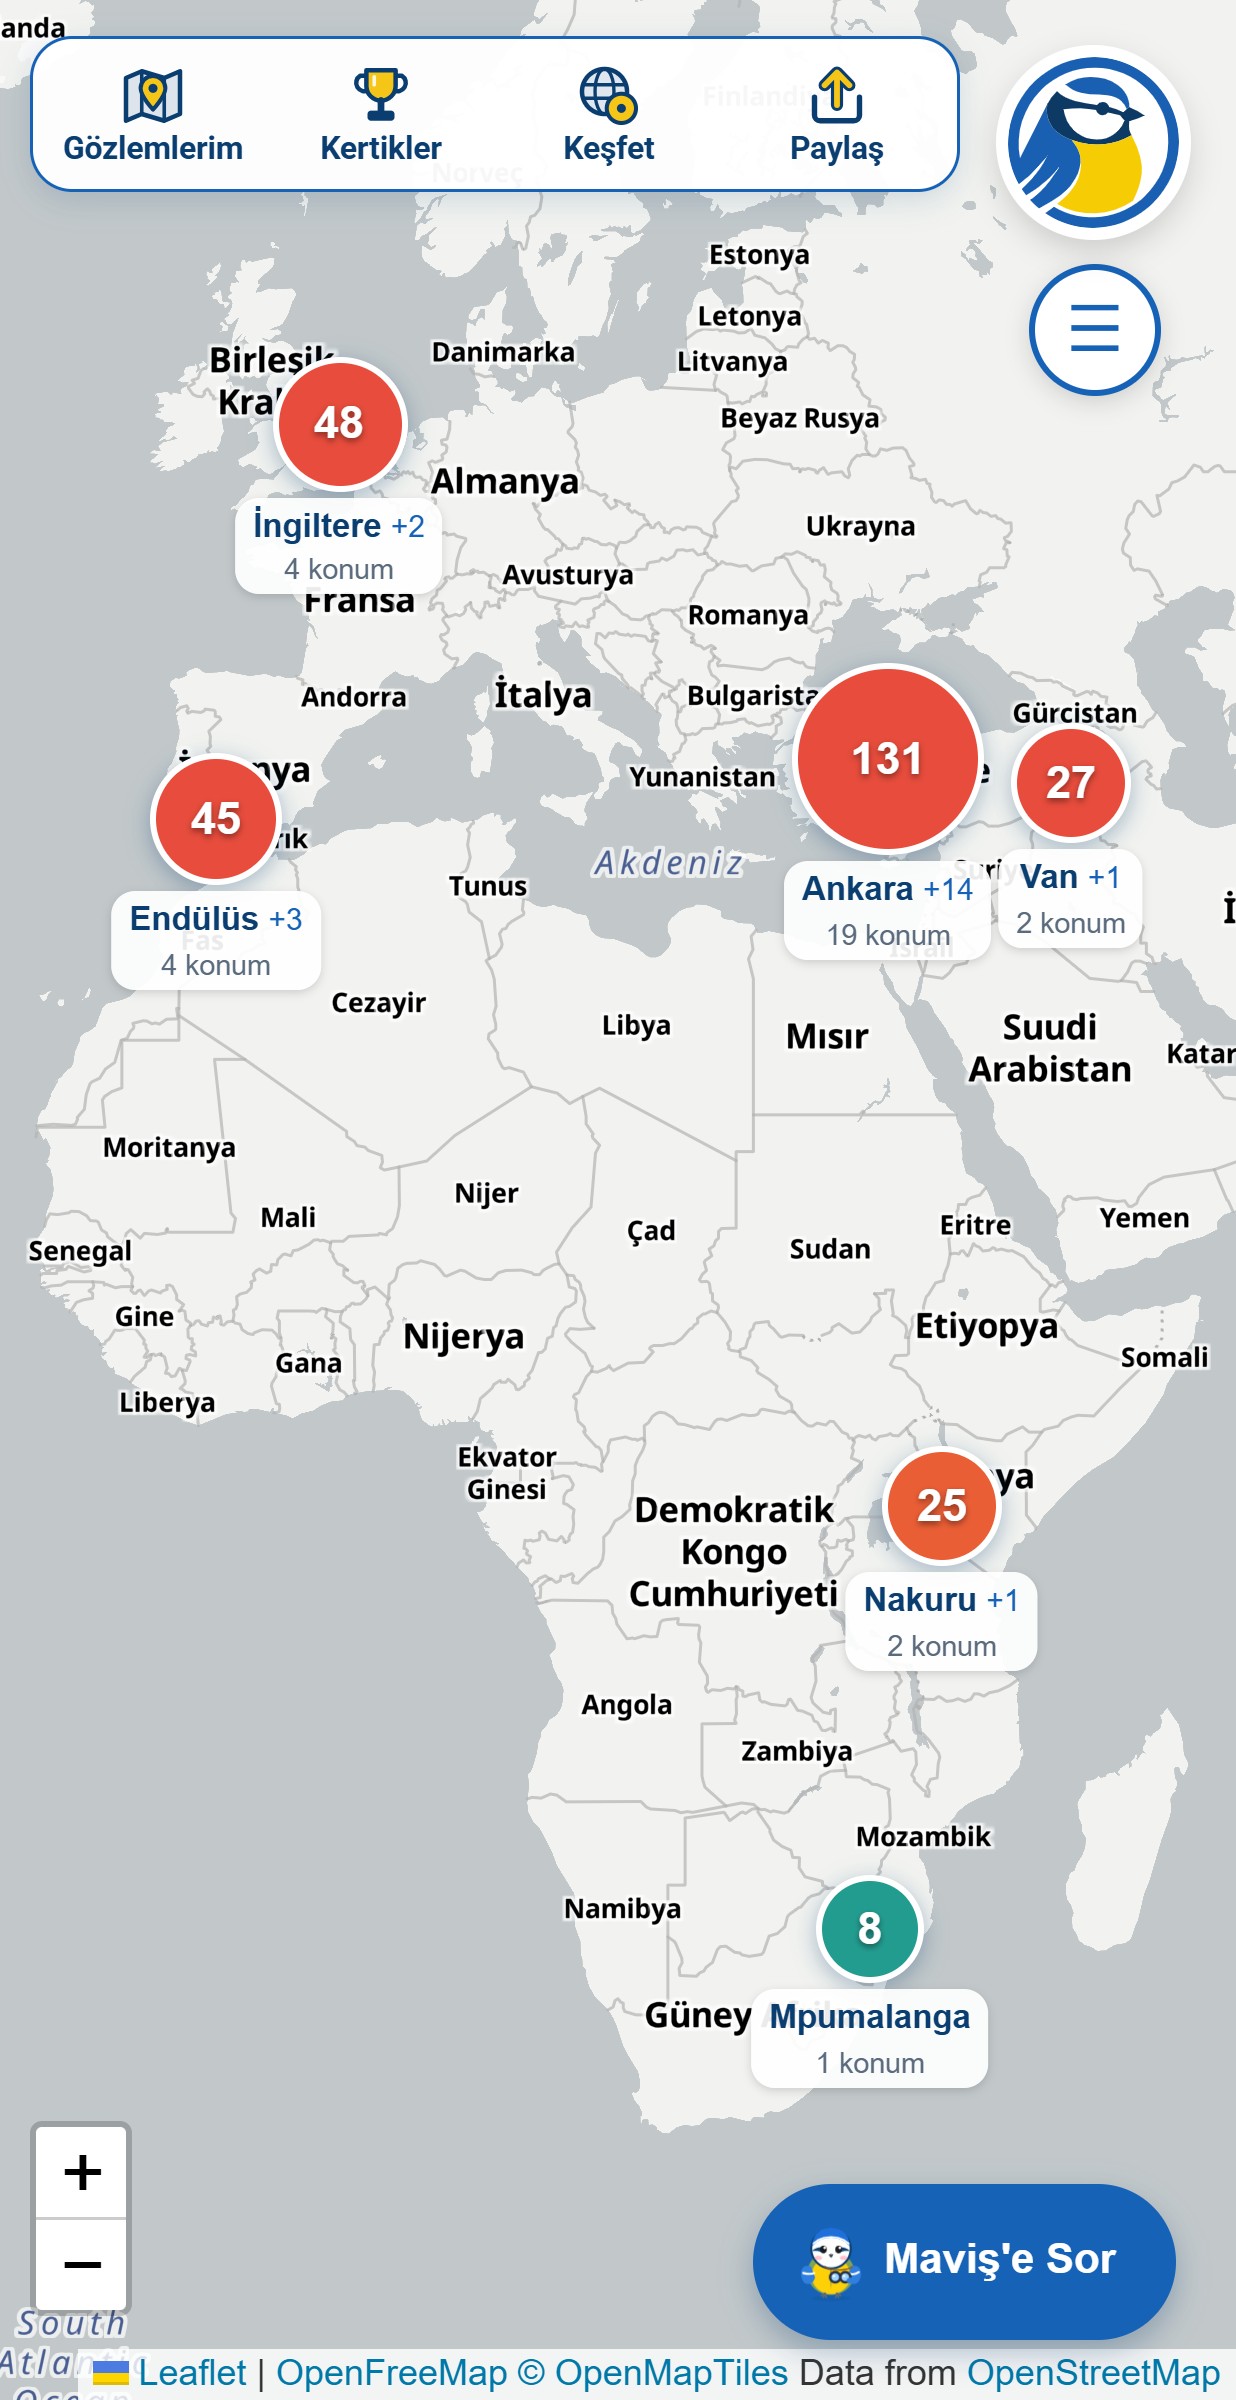 anda
Gözlemlerim
Kertikler
Keşfet
Paylaş
Norveç
Estonya
Letonya
Litvanya
Danimarka
Beyaz Rusya
Birleşik
48
Almanya
Ukrayna
İngiltere +2
4 konum
Avusturya
Fransa
Romanya
Andorra
İtalya
Gürcistan
131
27
Yunanistan
45
Akdeniz
Tunus
Ankara +14
19 konum
Van +1
2 konum
Endülüs +3
Fas
4 konum
Cezayir
Libya
Mısır
Suudi
Arabistan
Katar
Moritanya
Mali
Nijer
Çad
Sudan
Eritre
Yemen
Senegal
Gine
Nijerya
Etiyopya
Gana
Somali
Liberya
Ekvator
Ginesi
Demokratik
Kongo
Cumhuriyeti
25
Nakuru +1
2 konum
Angola
Zambiya
Mozambik
Namibya
8
Güney
Mpumalanga
1 konum
+
−
Maviş'e Sor
South
Leaflet | OpenFreeMap © OpenMapTiles Data from OpenStreetMap